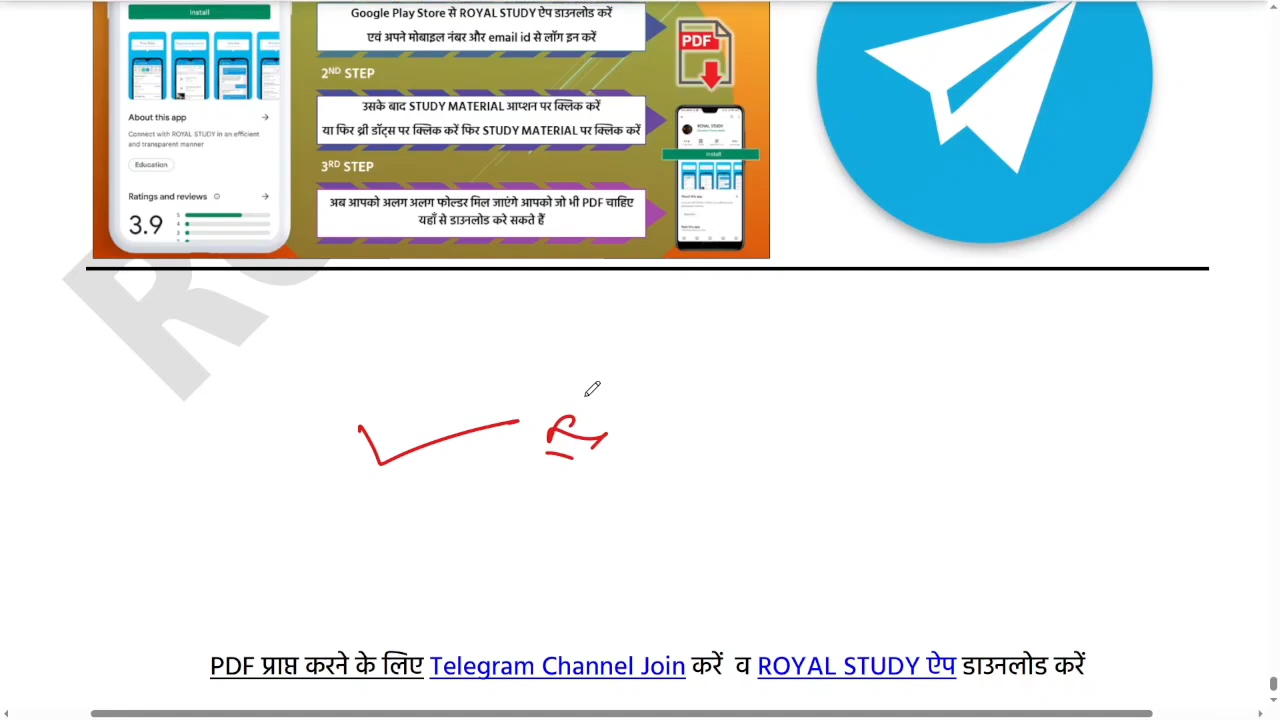 Install
Google Play Store से ROYAL STUDY ऐप डाउनलोड करें
एवं अपने मोबाइल नंबर और email id से लॉग इन करें
PDF
2ND STEP
उसके बाद STUDY MATERIAL आप्शन पर क्लिक करें
या फिर थ्री डॉट्स पर क्लिक करें फिर STUDY MATERIAL पर क्लिक करें
About this app
Connect with ROYAL STUDY in an efficient
and transparent manner
Education
ROYAL STUDY
Install
3RD STEP
Ratings and reviews
3.9
अब आपको अलग अलग फोल्डर मिल जाएंगे आपको जो भी PDF चाहिए
यहाँ से डाउनलोड करे सकते हैं
PDF प्राप्त करने के लिए Telegram Channel Join करें व ROYAL STUDY ऐप डाउनलोड करें